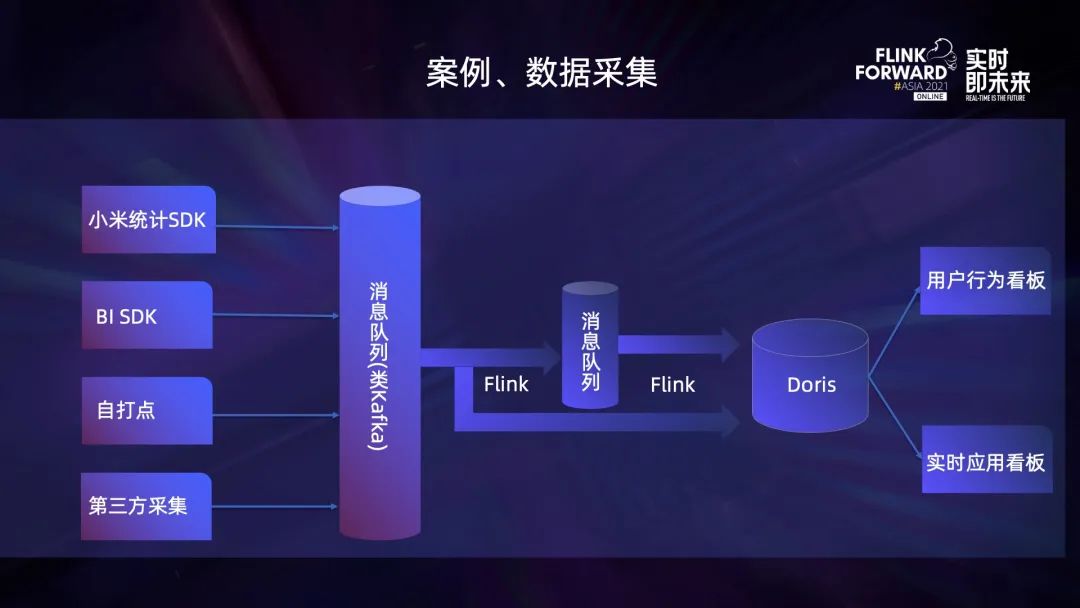 案例、数据采集
FLINK
FORWARD
#ASIA 2021
ONLINE
实时
即未来
REAL-TIME IS THE FUTURE
小米统计SDK
BI SDK
自打点
第三方采集
消息队列(类Kafka)
Flink
消息队列
Flink
Doris
用户行为看板
实时应用看板